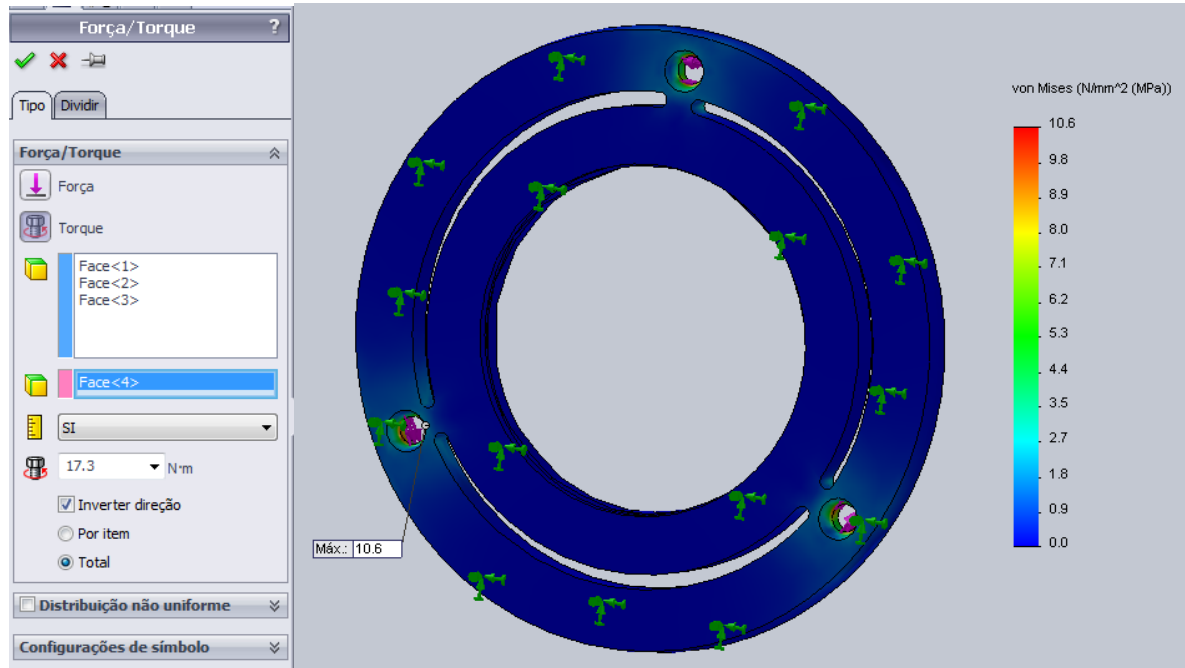 Força/Torque ?
Tipo Dividir
Força/Torque
Força
Torque
Face<1>
Face<2>
Face<3>
Face<4>
SI
17.3 N·m
Inverter direção
Por item
Total
Distribuição não uniforme
Configurações de símbolo
Máx.: 10.6
von Mises (N/mm^2 (MPa))
10.6
9.8
8.9
8.0
7.1
6.2
5.3
4.4
3.5
2.7
1.8
0.9
0.0